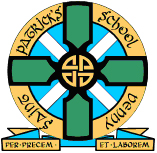 SAINT PATRICK'S SCHOOL DENNY
PER·PRECEM· ·ET·LABOREM